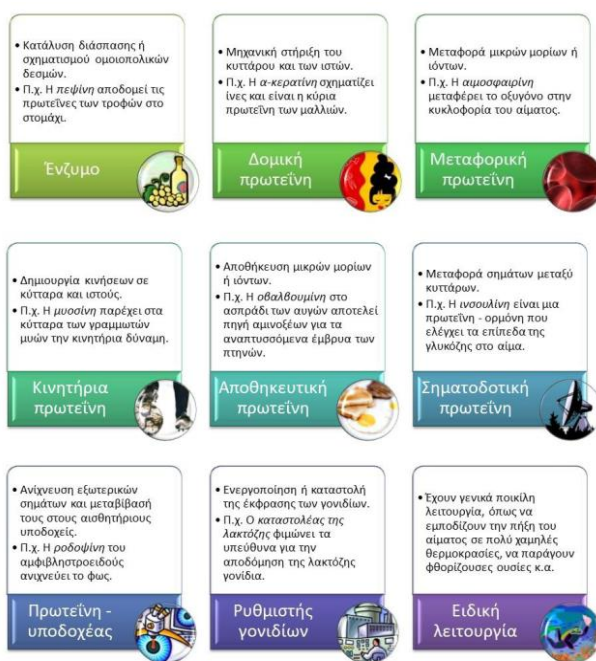 • Κατάλυση διάσπασης ή
σχηματισμού ομοιοπολικών
δεσμών.
• Π.χ. Η πεψίνη αποδομεί τις
πρωτεΐνες των τροφών στο
στομάχι.
Ένζυμο
• Μηχανική στήριξη του
κυττάρου και των ιστών.
• Π.χ. Η α-κερατίνη σχηματίζει
ίνες και είναι η κύρια
πρωτεΐνη των μαλλιών.
Δομική
πρωτεΐνη
• Μεταφορά μικρών μορίων ή
ιόντων.
• Π.χ. Η αιμοσφαιρίνη
μεταφέρει το οξυγόνο στην
κυκλοφορία του αίματος.
Μεταφορική
πρωτεΐνη
• Δημιουργία κινήσεων σε
κύτταρα και ιστούς.
• Π.χ. Η μυοσίνη παρέχει στα
κύτταρα των γραμμωτών
μυών την κινητήρια δύναμη.
Κινητήρια
πρωτεΐνη
• Αποθήκευση μικρών μορίων
ή ιόντων.
• Π.χ. Η οβαλβουμίνη στο
ασπράδι των αυγών αποτελεί
πηγή αμινοξέων για τα
αναπτυσσόμενα έμβρυα των
πτηνών.
Αποθηκευτική
πρωτεΐνη
• Μεταφορά σημάτων μεταξύ
κυττάρων.
• Π.χ. Η ινσουλίνη είναι μια
πρωτεΐνη - ορμόνη που
ελέγχει τα επίπεδα της
γλυκόζης στο αίμα.
Σηματοδοτική
πρωτεΐνη
• Ανίχνευση εξωτερικών
σημάτων και μεταβίβασή
τους στους αισθητήριους
υποδοχείς.
• Π.χ. Η ροδοψίνη του
αμφιβληστροειδούς
ανιχνεύει το φως.
Πρωτεΐνη -
υποδοχέας
• Ενεργοποίηση ή καταστολή
της έκφρασης των γονιδίων.
• Π.χ. Ο καταστολέας της
λακτόζης φιμώνει τα
υπεύθυνα για την
αποδόμηση της λακτόζης
γονίδια.
Ρυθμιστής
γονιδίων
• Έχουν γενικά ποικίλη
λειτουργία, όπως να
εμποδίζουν την πήξη του
αίματος σε πολύ χαμηλές
θερμοκρασίες, να παράγουν
φθορίζουσες ουσίες κ.α.
Ειδική
λειτουργία